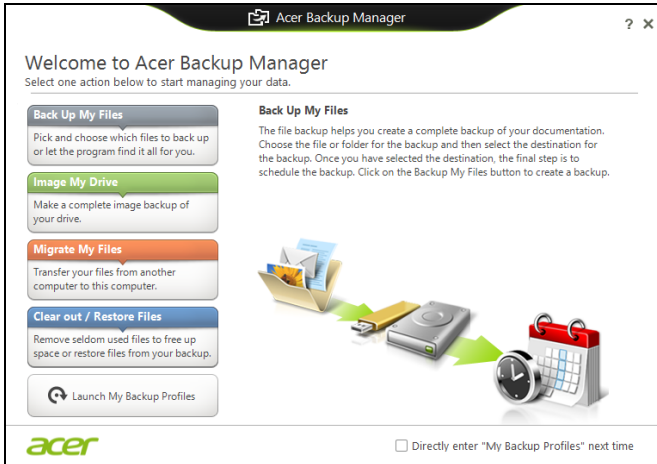 Acer Backup Manager
? X
Welcome to Acer Backup Manager
Select one action below to start managing your data.
Back Up My Files
Pick and choose which files to back up
or let the program find it all for you.
Image My Drive
Make a complete image backup of
your drive.
Migrate My Files
Transfer your files from another
computer to this computer.
Clear out / Restore Files
Remove seldom used files to free up
space or restore files from your backup.
Launch My Backup Profiles
Back Up My Files
The file backup helps you create a complete backup of your documentation.
Choose the file or folder for the backup and then select the destination for
the backup. Once you have selected the destination, the final step is to
schedule the backup. Click on the Backup My Files button to create a backup.
acer
Directly enter "My Backup Profiles" next time